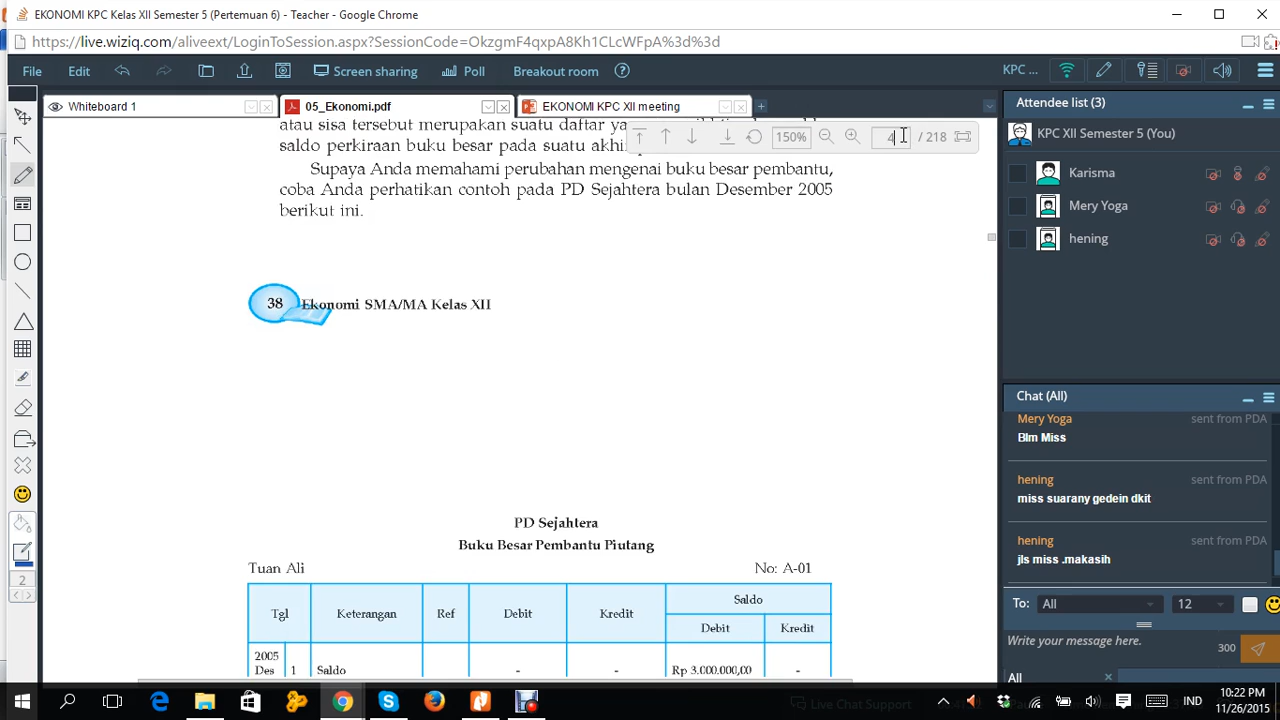 EKONOMI KPC Kelas XII Semester 5 (Pertemuan 6) - Teacher - Google Chrome
https://live.wiziq.com/aliveext/LoginToSession.aspx?SessionCode=OkzgmF4qxpA8Kh1CLcWFpA%3d%3d
File Edit Screen sharing Poll Breakout room KPC ...
Whiteboard 1 05_Ekonomi.pdf EKONOMI KPC XII meeting
Attendee list (3)
KPC XII Semester 5 (You)
Karisma
Mery Yoga
hening
150% 4 / 218
atau sisa tersebut merupakan suatu daftar
saldo perkiraan buku besar pada suatu akhi
Supaya Anda memahami perubahan mengenai buku besar pembantu,
coba Anda perhatikan contoh pada PD Sejahtera bulan Desember 2005
berikut ini.
38 Ekonomi SMA/MA Kelas XII
PD Sejahtera
Buku Besar Pembantu Piutang
Tuan Ali No: A-01
Tgl Keterangan Ref Debit Kredit Saldo
Debit Kredit
2005
Des 1 Saldo - - Rp 3.000.000,00 -
Chat (All)
Mery Yoga sent from PDA
Blm Miss
hening sent from PDA
miss suarany gedein dkit
hening sent from PDA
jls miss .makasih
To: All 12
Write your message here. 300
All
2
Live Chat Support
IND
10:22 PM
11/26/2015